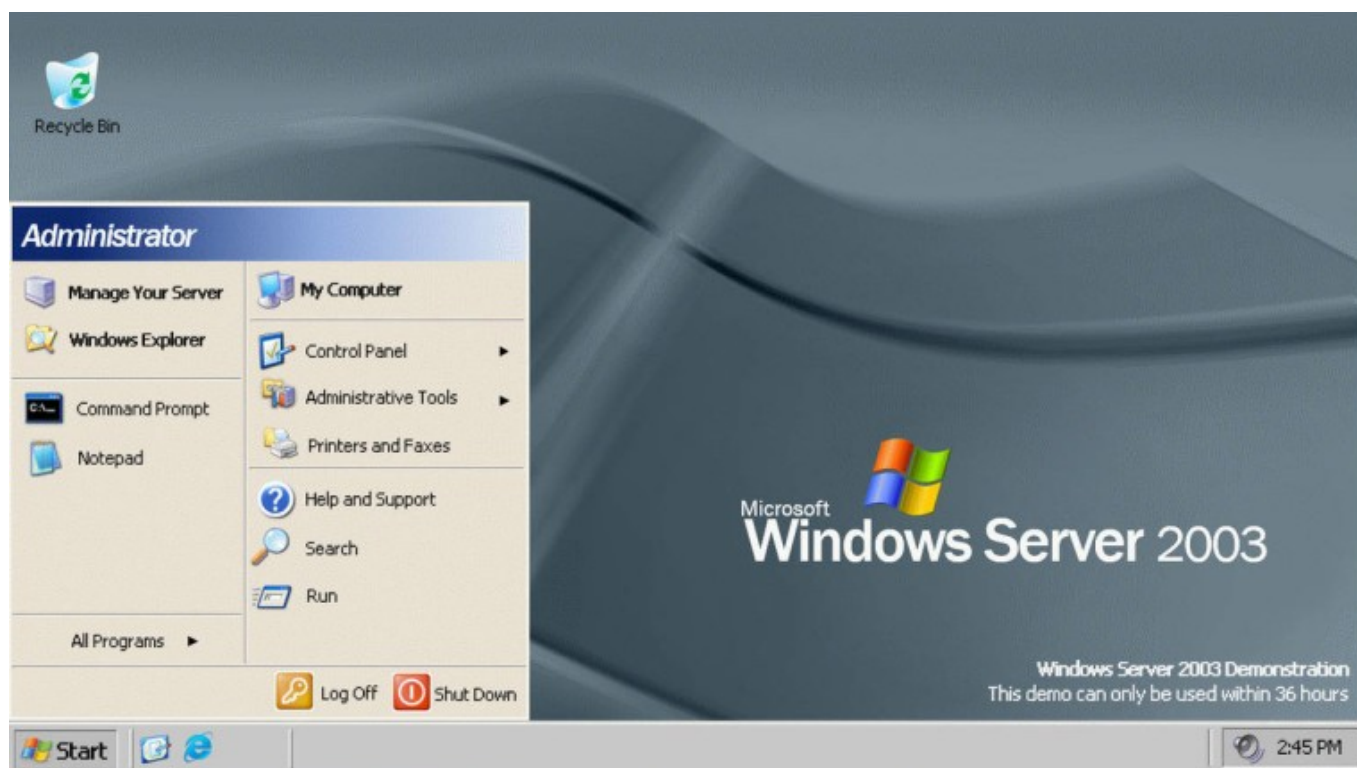 Recycle Bin
Administrator
Manage Your Server
Windows Explorer
Command Prompt
Notepad
All Programs
My Computer
Control Panel
Administrative Tools
Printers and Faxes
Help and Support
Search
Run
Log Off
Shut Down
Microsoft
Windows Server 2003
Windows Server 2003 Demonstration
This demo can only be used within 36 hours
Start
2:45 PM